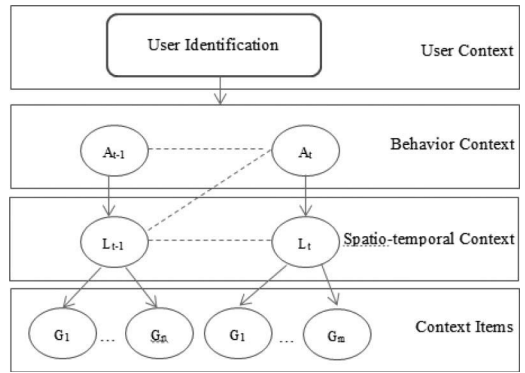 User Identification
User Context
Behavior Context
At-1
At
Lt-1
Lt
Spatio-temporal Context
G1
...
Gn
G1
...
Gm
Context Items